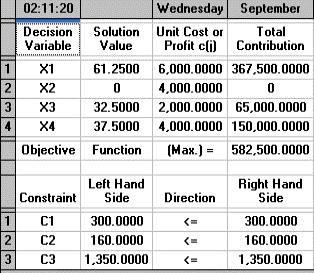 02:11:20 Wednesday September
Decision Variable Solution Value Unit Cost or Profit c(j) Total Contribution
1 X1 61.2500 6,000.0000 367,500.0000
2 X2 0 4,000.0000 0
3 X3 32.5000 2,000.0000 65,000.0000
4 X4 37.5000 4,000.0000 150,000.0000
Objective Function (Max.) = 582,500.0000
Constraint Left Hand Side Direction Right Hand Side
1 C1 300.0000 <= 300.0000
2 C2 160.0000 <= 160.0000
3 C3 1,350.0000 <= 1,350.0000